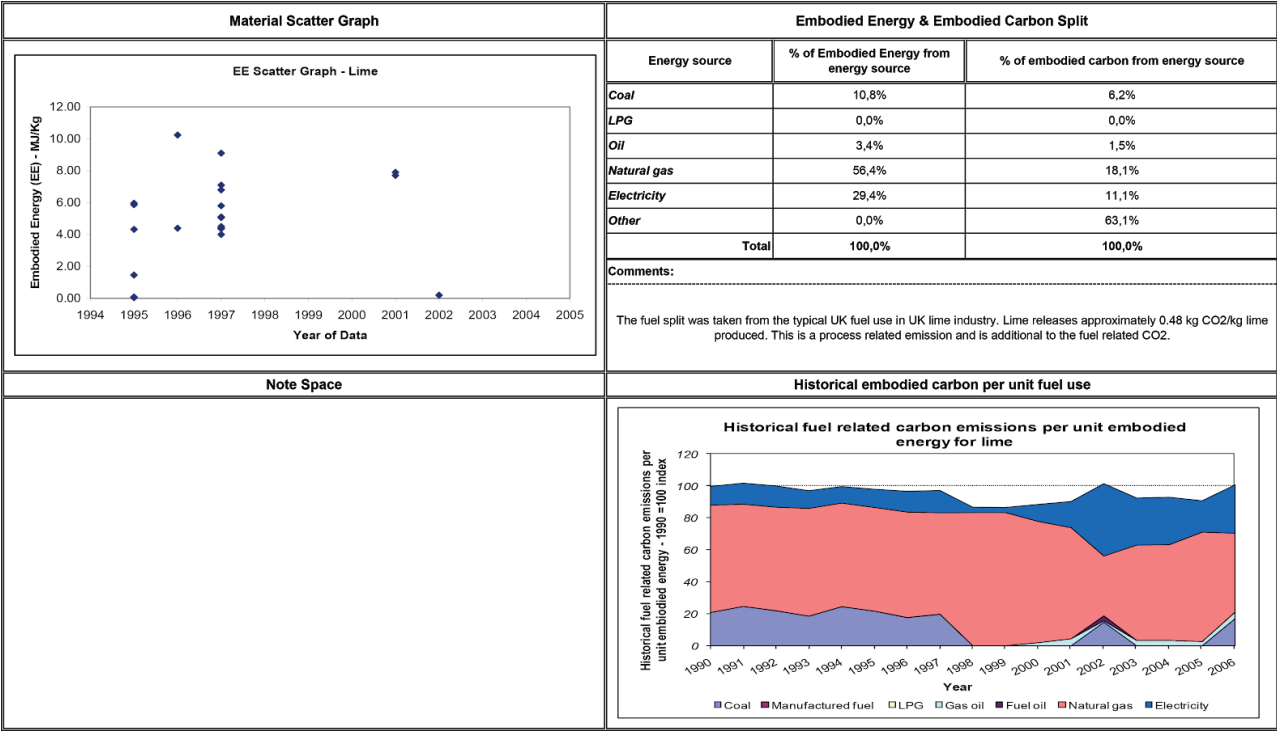 Material Scatter Graph
EE Scatter Graph - Lime
Embodied Energy (EE) - MJ/Kg
12.00
10.00
8.00
6.00
4.00
2.00
0.00
1994 1995 1996 1997 1998 1999 2000 2001 2002 2003 2004 2005
Year of Data
Embodied Energy & Embodied Carbon Split
Energy source % of Embodied Energy from % of embodied carbon from energy source
energy source
Coal 10,8% 6,2%
LPG 0,0% 0,0%
Oil 3,4% 1,5%
Natural gas 56,4% 18,1%
Electricity 29,4% 11,1%
Other 0,0% 63,1%
Total 100,0% 100,0%
Comments:
The fuel split was taken from the typical UK fuel use in UK lime industry. Lime releases approximately 0.48 kg CO2/kg lime
produced. This is a process related emission and is additional to the fuel related CO2.
Note Space
Historical embodied carbon per unit fuel use
Historical fuel related carbon emissions per unit embodied
energy for lime
Historical fuel related carbon emissions per
unit embodied energy - 1990 =100 index
120
100
80
60
40
20
0
1990 1991 1992 1993 1994 1995 1996 1997 1998 1999 2000 2001 2002 2003 2004 2005 2006
Year
Coal Manufactured fuel LPG Gas oil Fuel oil Natural gas Electricity